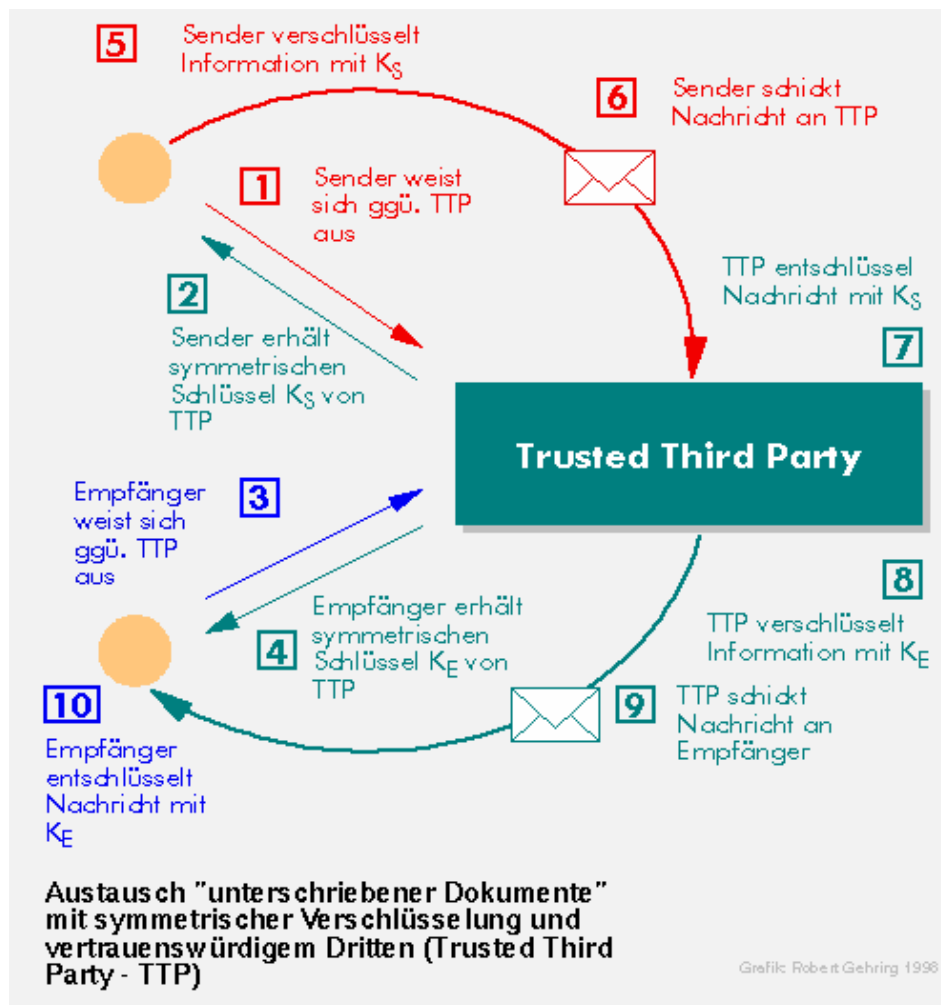 5
Sender verschlüsselt
Information mit KS
6
Sender schickt
Nachricht an TTP
1
Sender weist
sich ggü. TTP
aus
2
Sender erhält
symmetrischen
Schlüssel KS von
TTP
TTP entschlüssel
Nachricht mit KS
7
Trusted Third Party
Empfänger
weist sich
ggü. TTP
aus
3
4
Empfänger erhält
symmetrischen
Schlüssel KE von
TTP
8
TTP verschlüsselt
Information mit KE
9
TTP schickt
Nachricht an
Empfänger
10
Empfänger
entschlüsselt
Nachricht mit
KE
Austausch "unterschriebener Dokumente"
mit symmetrischer Verschlüsselung und
vertrauenswürdigem Dritten (Trusted Third
Party - TTP)
Grafik: Robert Gehring 1998